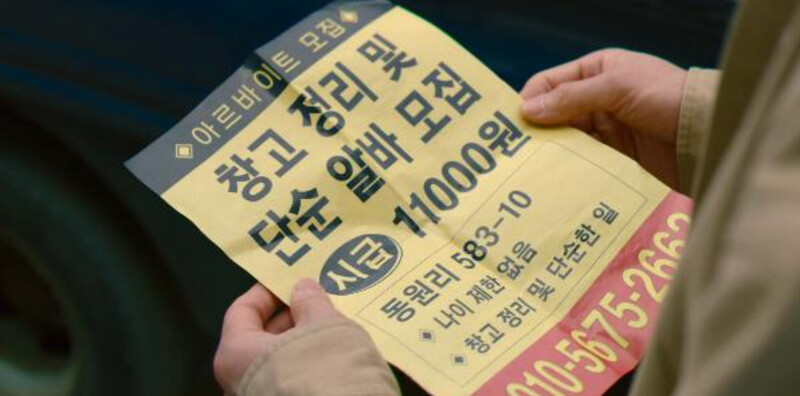 아르바이트 모집
창고 정리 및
단순 알바 모집
시급 11000원
동원리 583-10
나이 제한 없음
창고 정리 및 단순한 일
010-5675-2662